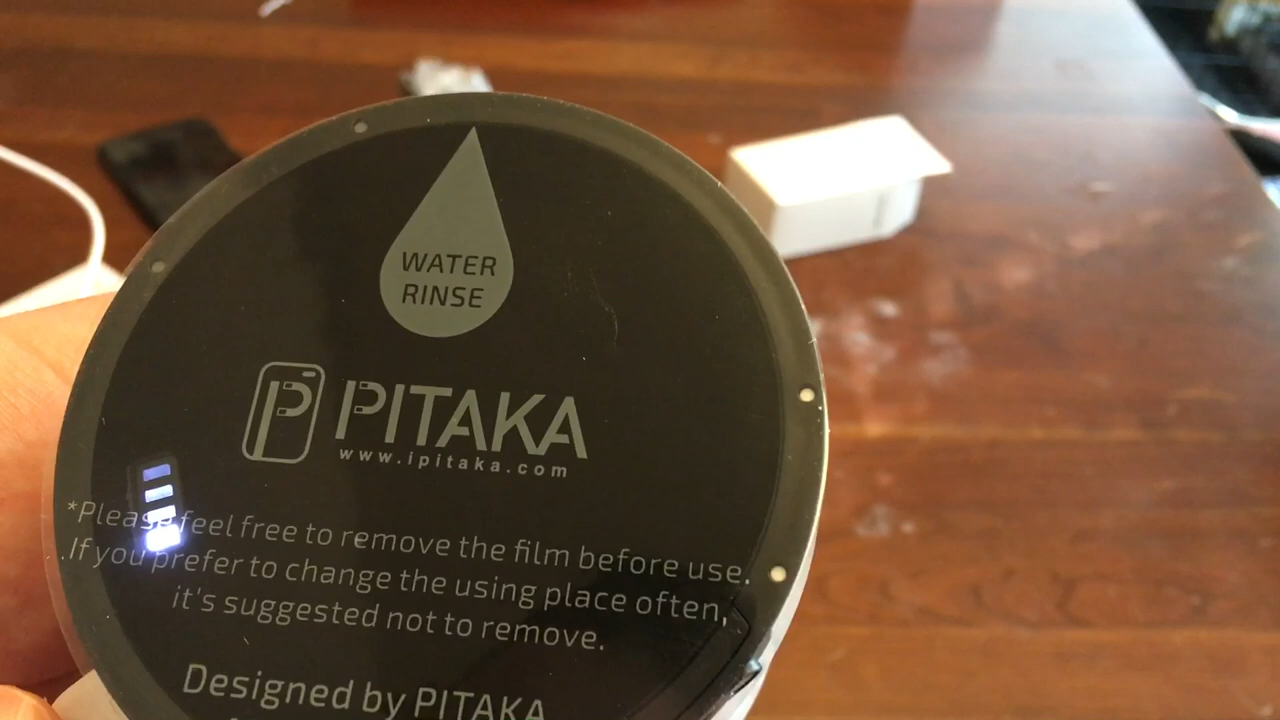 WATER
RINSE
PITAKA
www.ipitaka.com
*Please feel free to remove the film before use.
.If you prefer to change the using place often,
it's suggested not to remove.
Designed by PITAKA